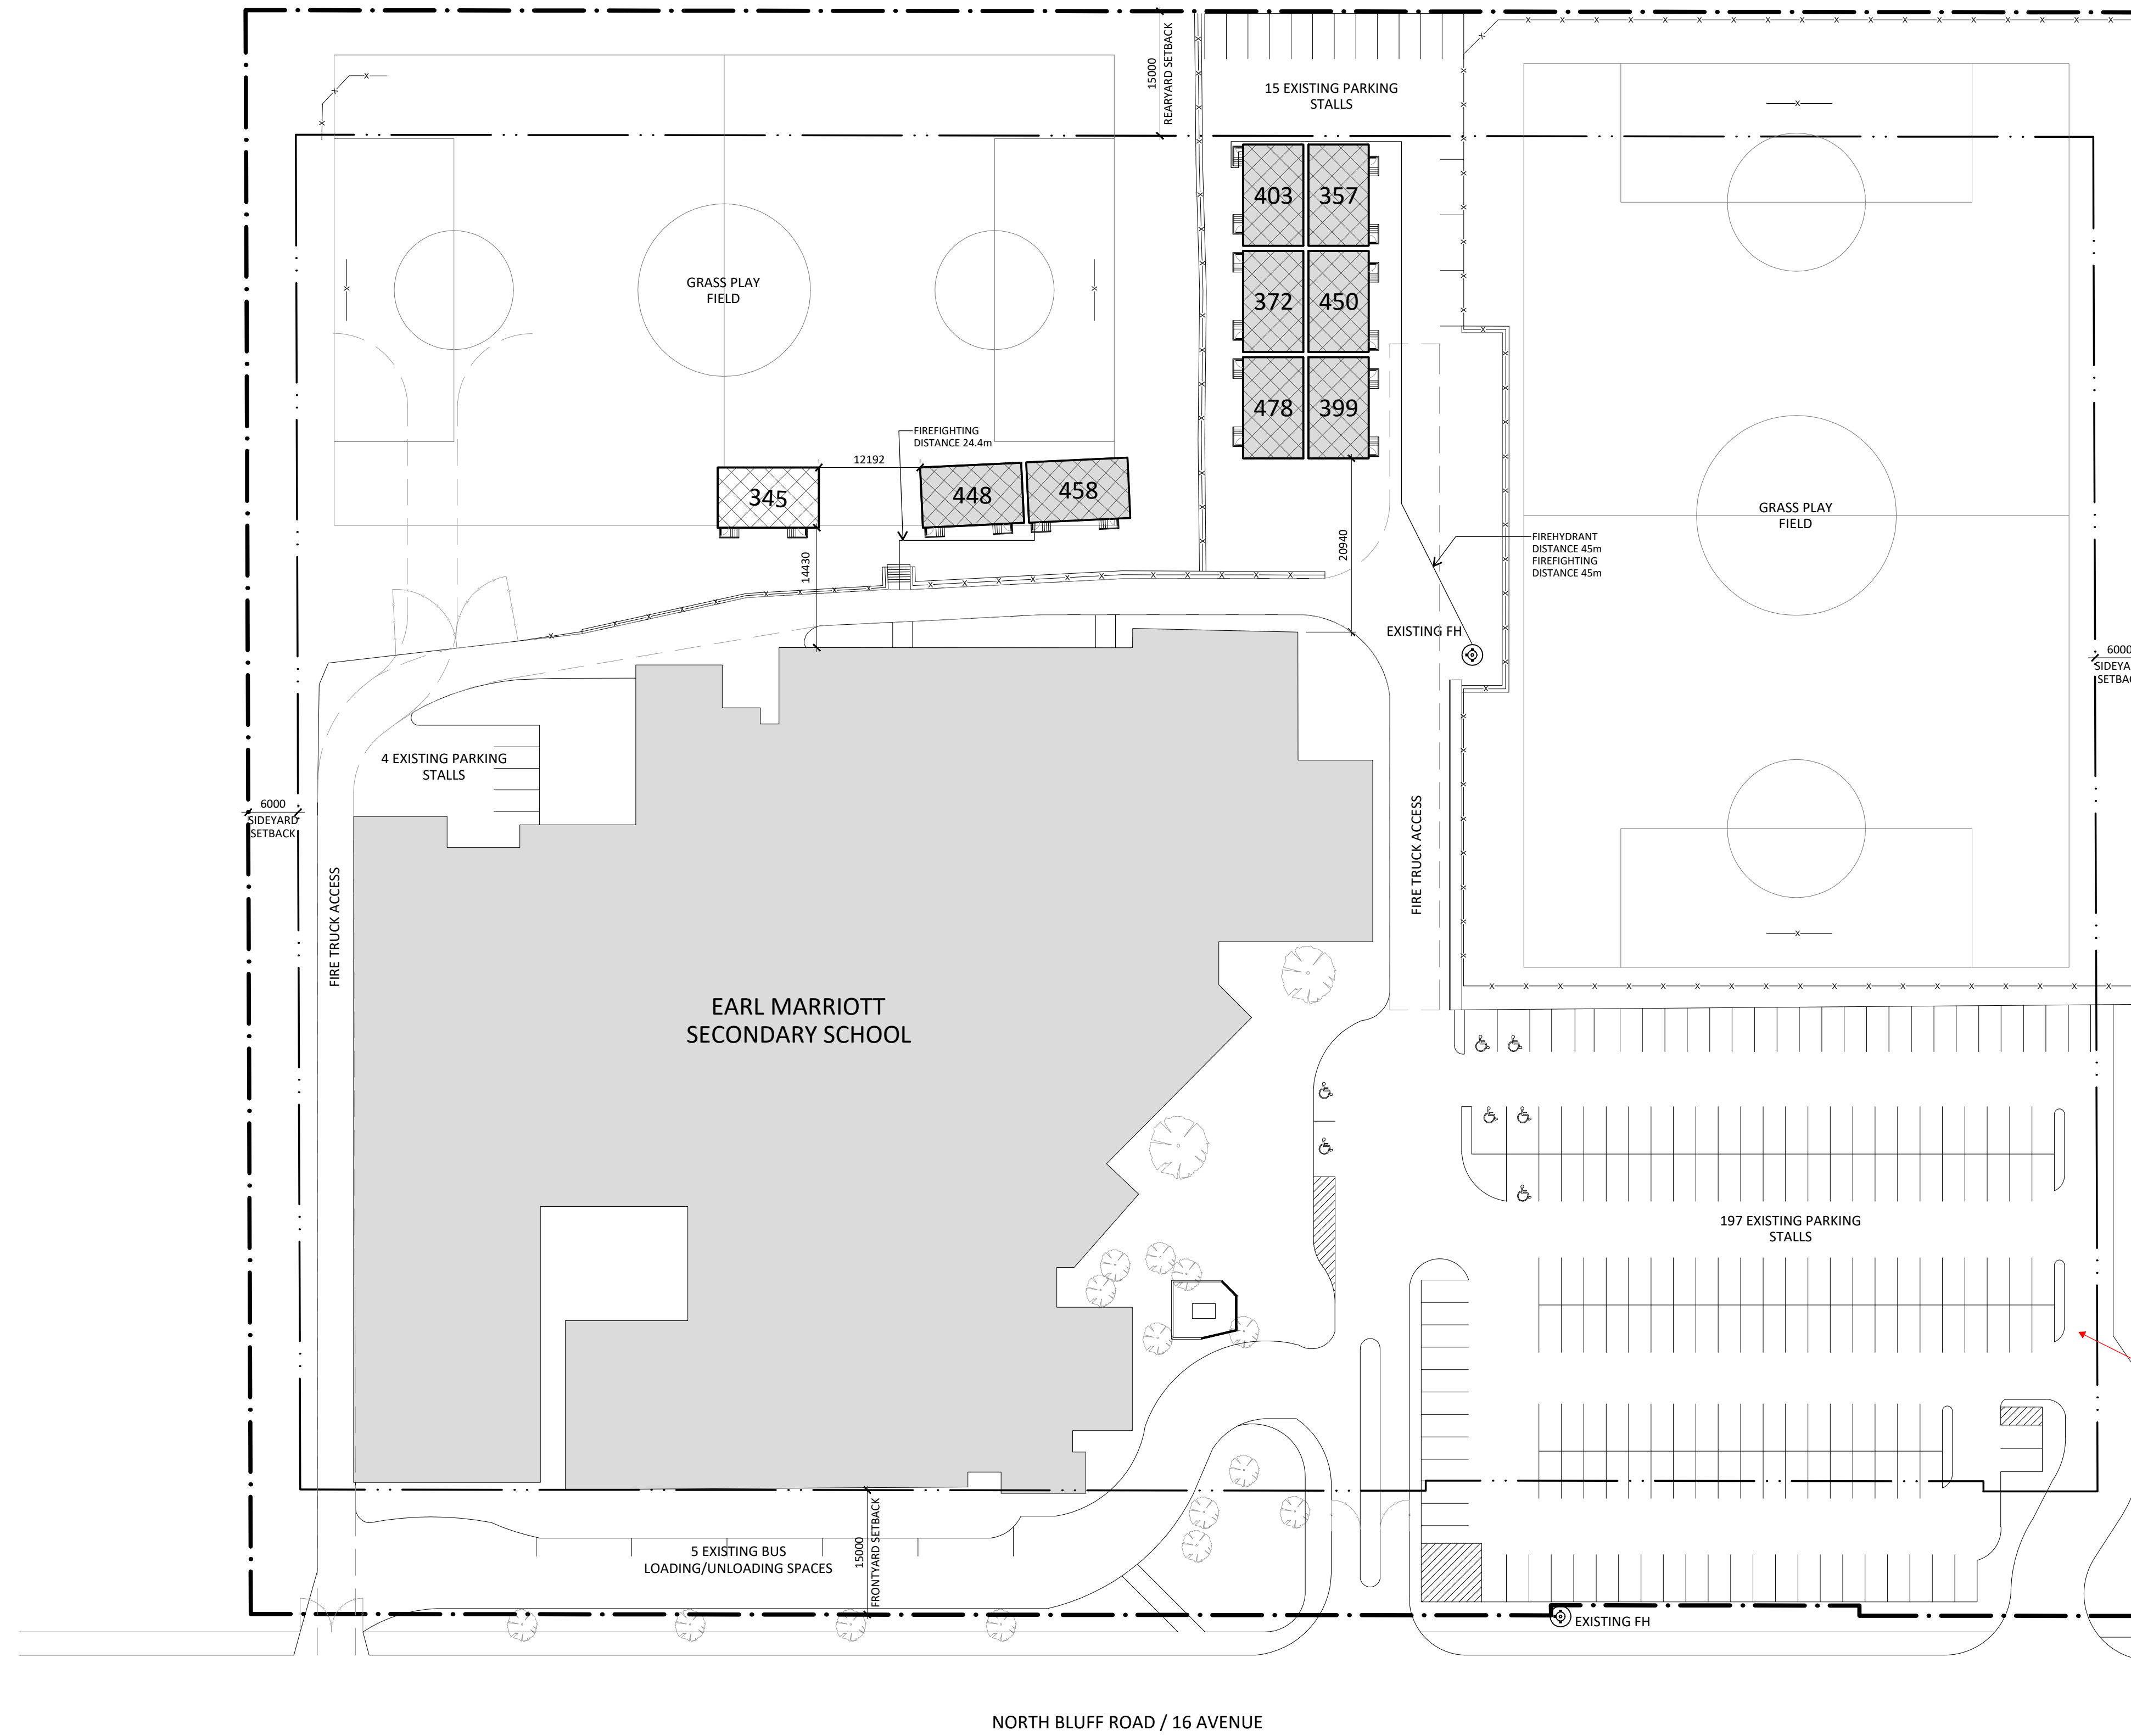 15000
REARYARD SETBACK
15 EXISTING PARKING
STALLS
403
357
372
450
478
399
GRASS PLAY
FIELD
FIREFIGHTING
DISTANCE 24.4m
12192
345
448
458
14430
20940
GRASS PLAY
FIELD
FIREHYDRANT
DISTANCE 45m
FIREFIGHTING
DISTANCE 45m
EXISTING FH
6000
4 EXISTING PARKING
STALLS
6000
SIDEYARD
SETBACK
FIRE TRUCK ACCESS
FIRE TRUCK ACCESS
EARL MARRIOTT
SECONDARY SCHOOL
197 EXISTING PARKING
STALLS
5 EXISTING BUS
LOADING/UNLOADING SPACES
15000
FRONTYARD SETBACK
EXISTING FH
NORTH BLUFF ROAD / 16 AVENUE